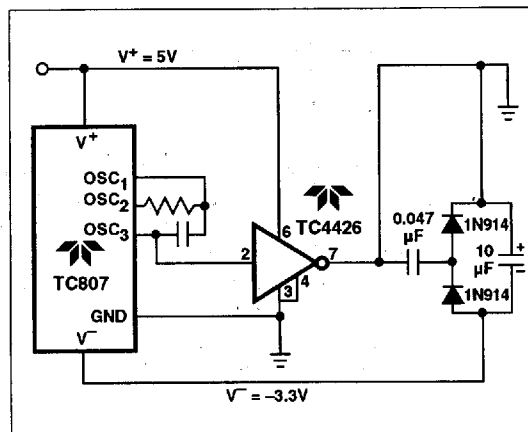 V+ = 5V
V+
OSC1
OSC2
OSC3
TC807
GND
V−
TC4426
2
6
3
4
7
0.047
µF
1N914
10
µF
+
1N914
V− = −3.3V